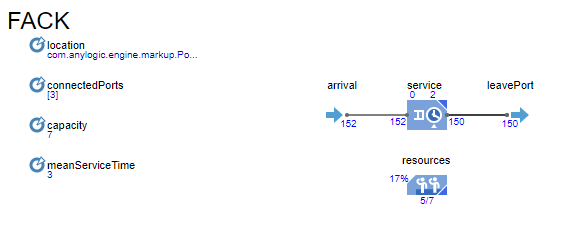 FACK
location
com.anylogic.engine.markup.Po...
connectedPorts
[3]
capacity
7
meanServiceTime
3
arrival service leavePort
0 2
152 152 150 150
resources
17%
5/7